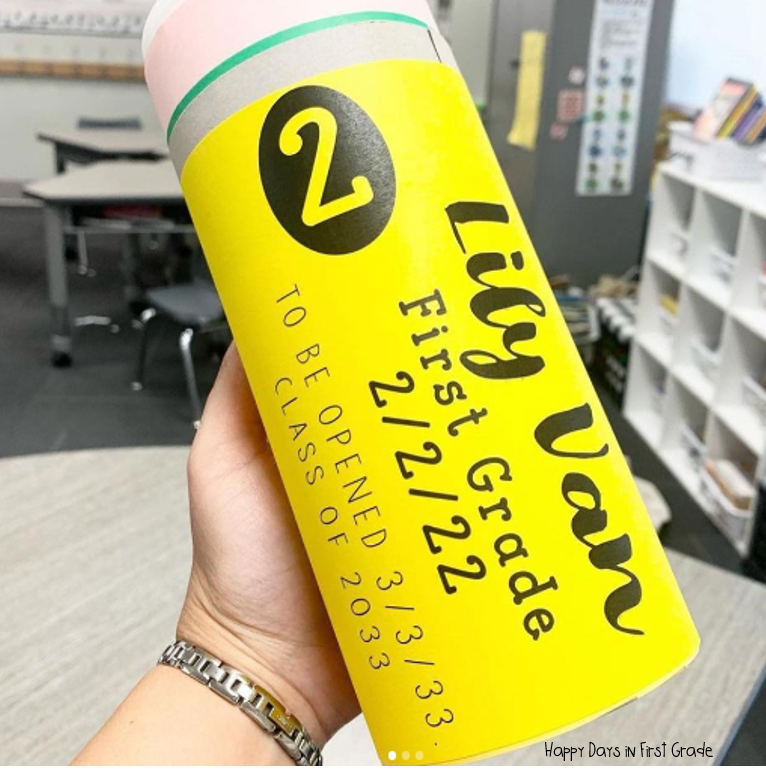 2
Lily Van
First Grade
2/2/22
TO BE OPENED 3/3/33.
CLASS OF 2033
Happy Days in First Grade